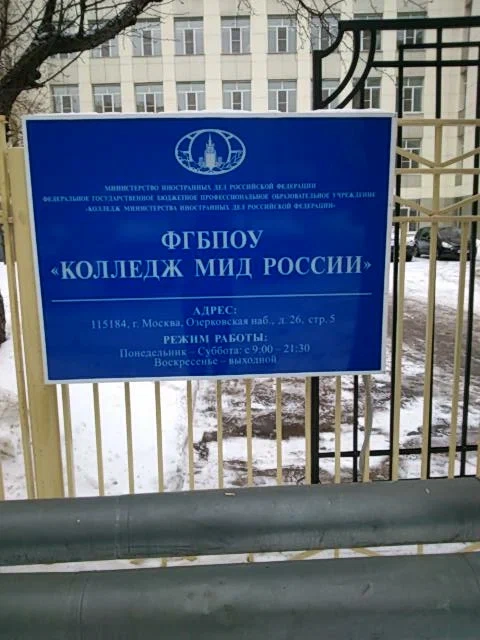 МИНИСТЕРСТВО ИНОСТРАННЫХ ДЕЛ РОССИЙСКОЙ ФЕДЕРАЦИИ
ФЕДЕРАЛЬНОЕ ГОСУДАРСТВЕННОЕ БЮДЖЕТНОЕ ПРОФЕССИОНАЛЬНОЕ ОБРАЗОВАТЕЛЬНОЕ УЧРЕЖДЕНИЕ
«КОЛЛЕДЖ МИНИСТЕРСТВА ИНОСТРАННЫХ ДЕЛ РОССИЙСКОЙ ФЕДЕРАЦИИ»
ФГБПОУ
«КОЛЛЕДЖ МИД РОССИИ»
АДРЕС:
115184, г. Москва, Озерковская наб., д. 26, стр. 5
РЕЖИМ РАБОТЫ:
Понедельник – Суббота: с 9:00 – 21:30
Воскресенье – выходной